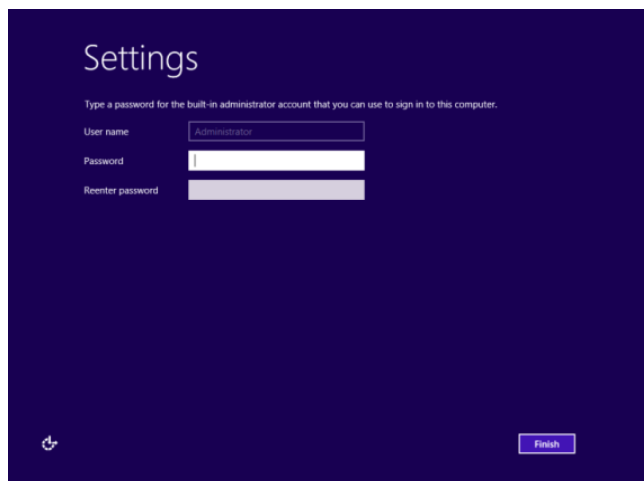 Settings
Type a password for the built-in administrator account that you can use to sign in to this computer.
User name
Administrator
Password
Reenter password
Finish